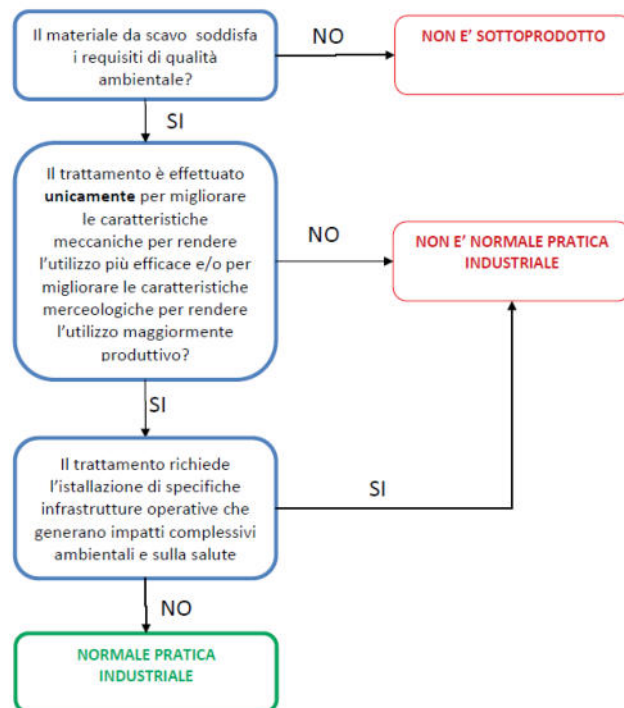 Il materiale da scavo soddisfa
i requisiti di qualità
ambientale?
NO
NON E' SOTTOPRODOTTO
SI
Il trattamento è effettuato
unicamente per migliorare
le caratteristiche
meccaniche per rendere
l'utilizzo più efficace e/o per
migliorare le caratteristiche
merceologiche per rendere
l'utilizzo maggiormente
produttivo?
NO
NON E' NORMALE PRATICA
INDUSTRIALE
SI
Il trattamento richiede
l'istallazione di specifiche
infrastrutture operative che
generano impatti complessivi
ambientali e sulla salute
SI
NO
NORMALE PRATICA
INDUSTRIALE